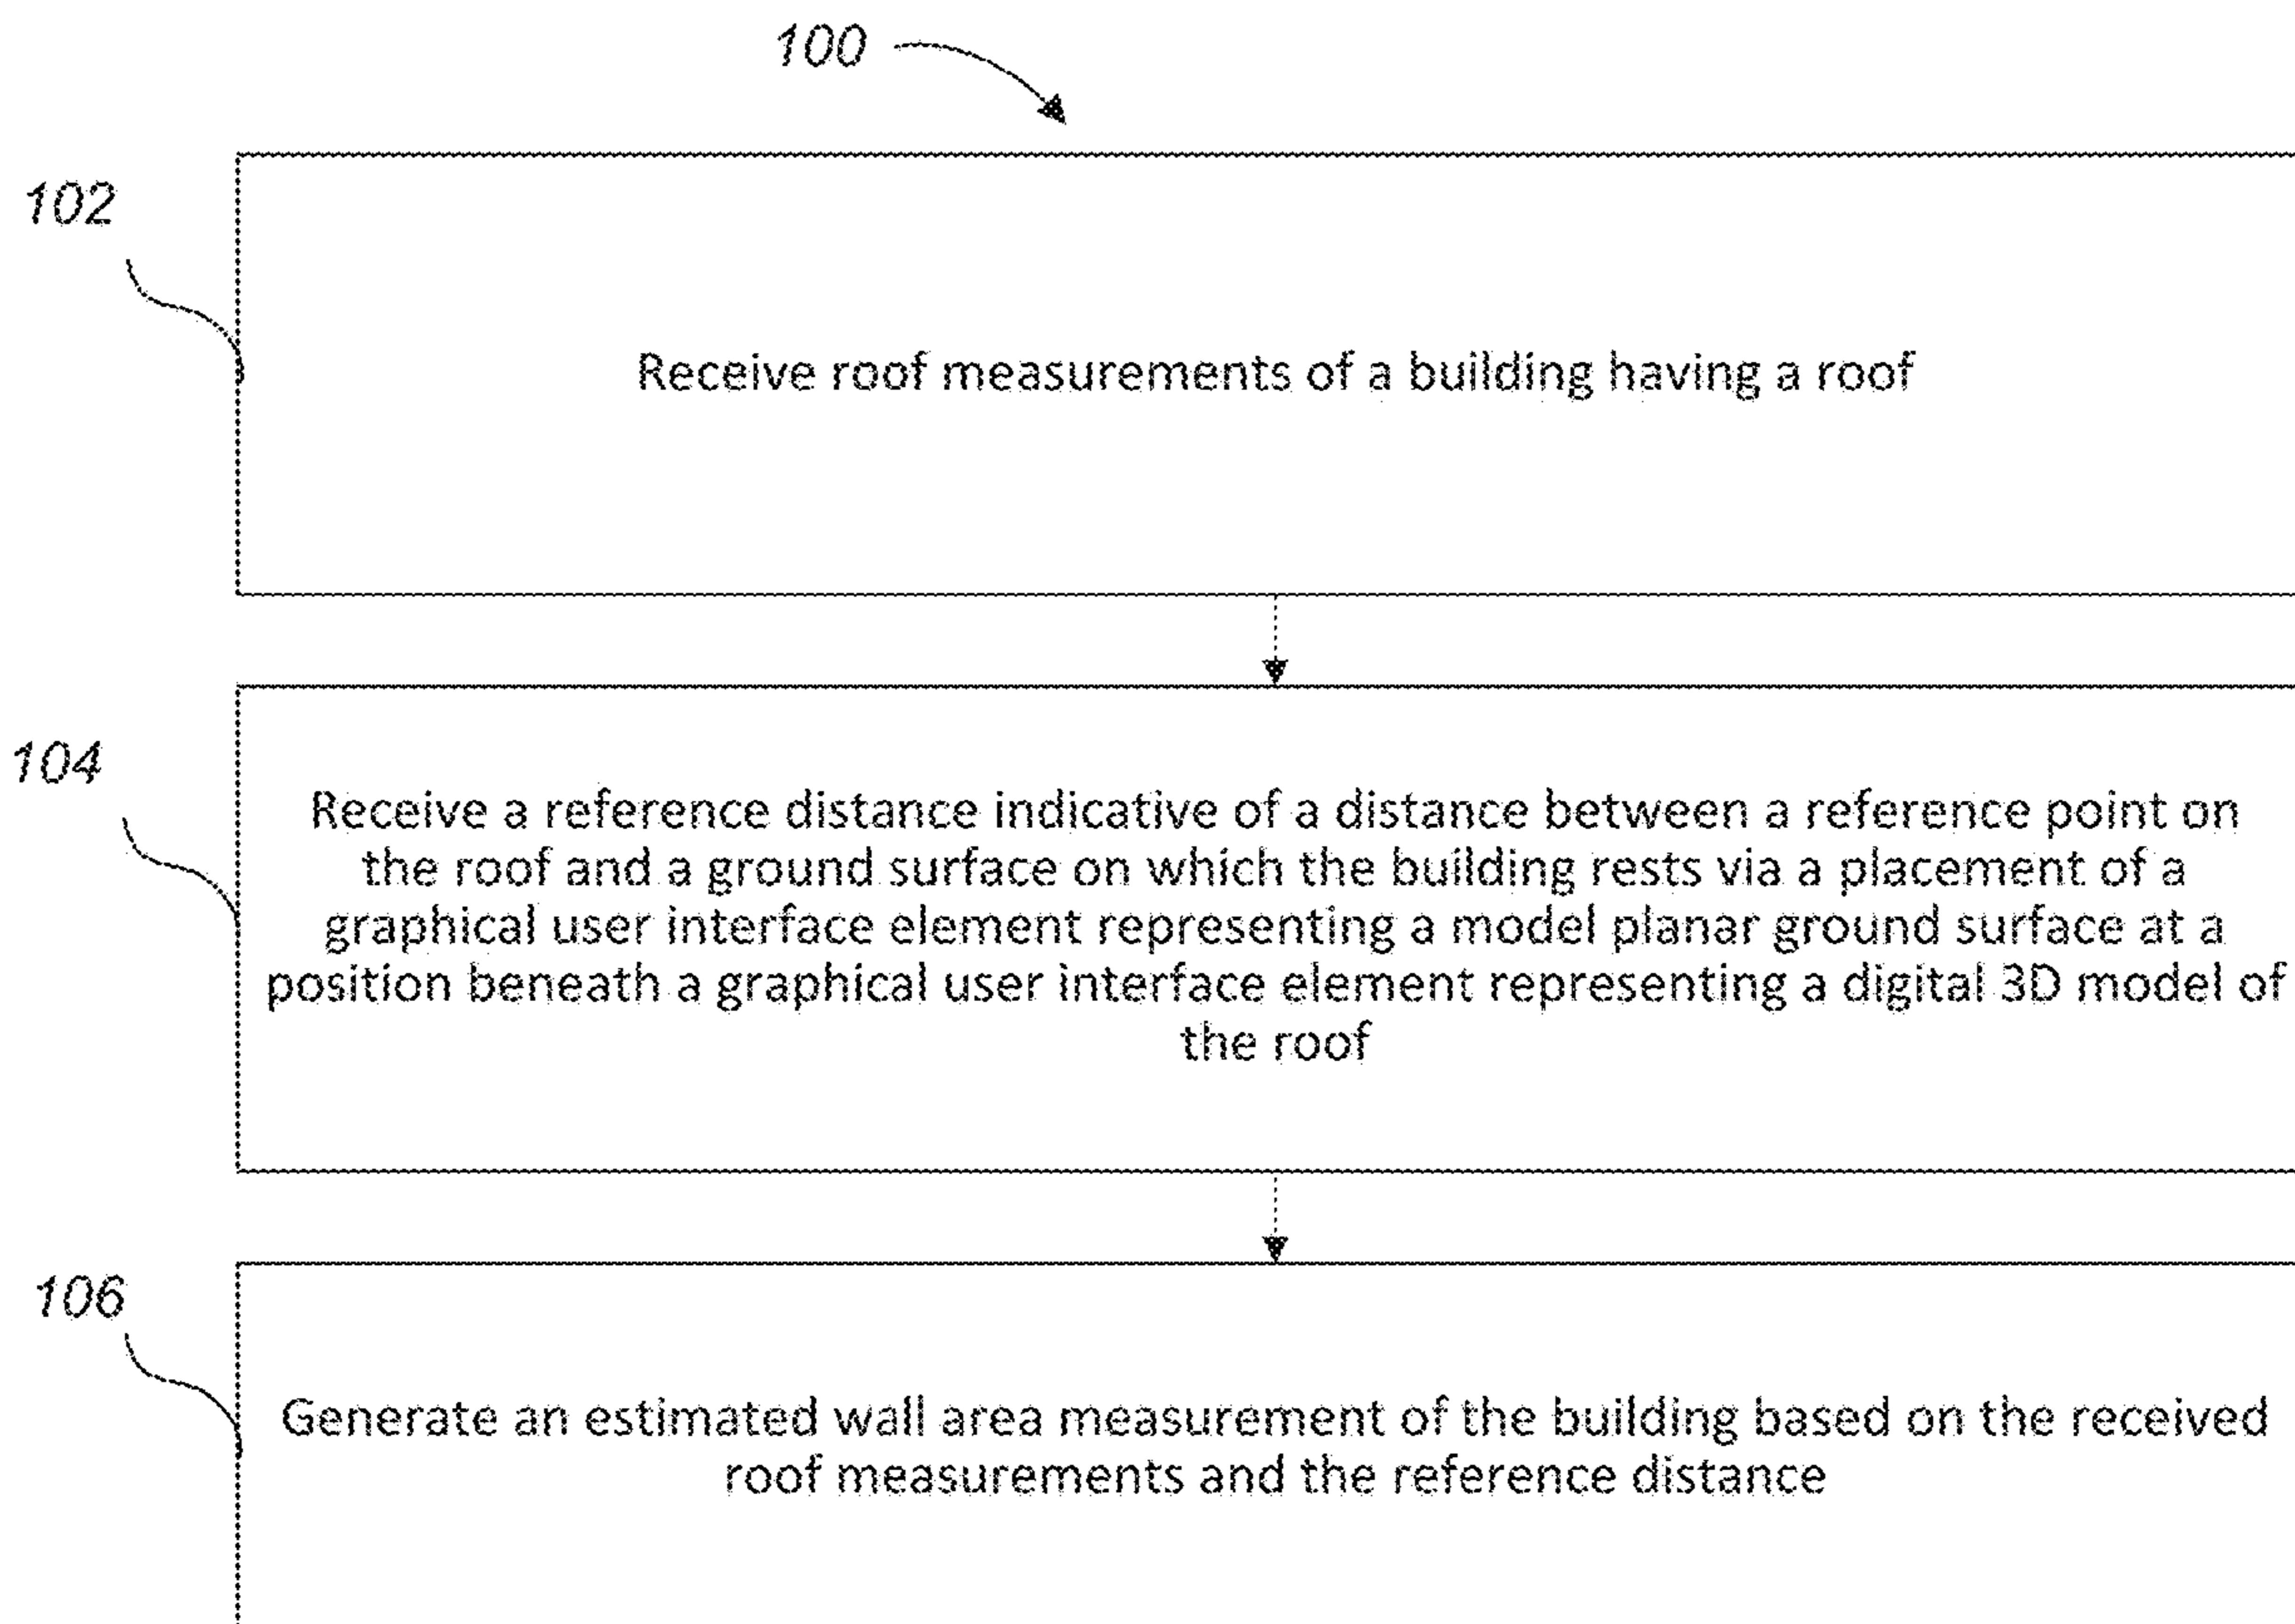 100
102
Receive roof measurements of a building having a roof
104
Receive a reference distance indicative of a distance between a reference point on
the roof and a ground surface on which the building rests via a placement of a
graphical user interface element representing a model planar ground surface at a
position beneath a graphical user interface element representing a digital 3D model of
the roof
106
Generate an estimated wall area measurement of the building based on the received
roof measurements and the reference distance